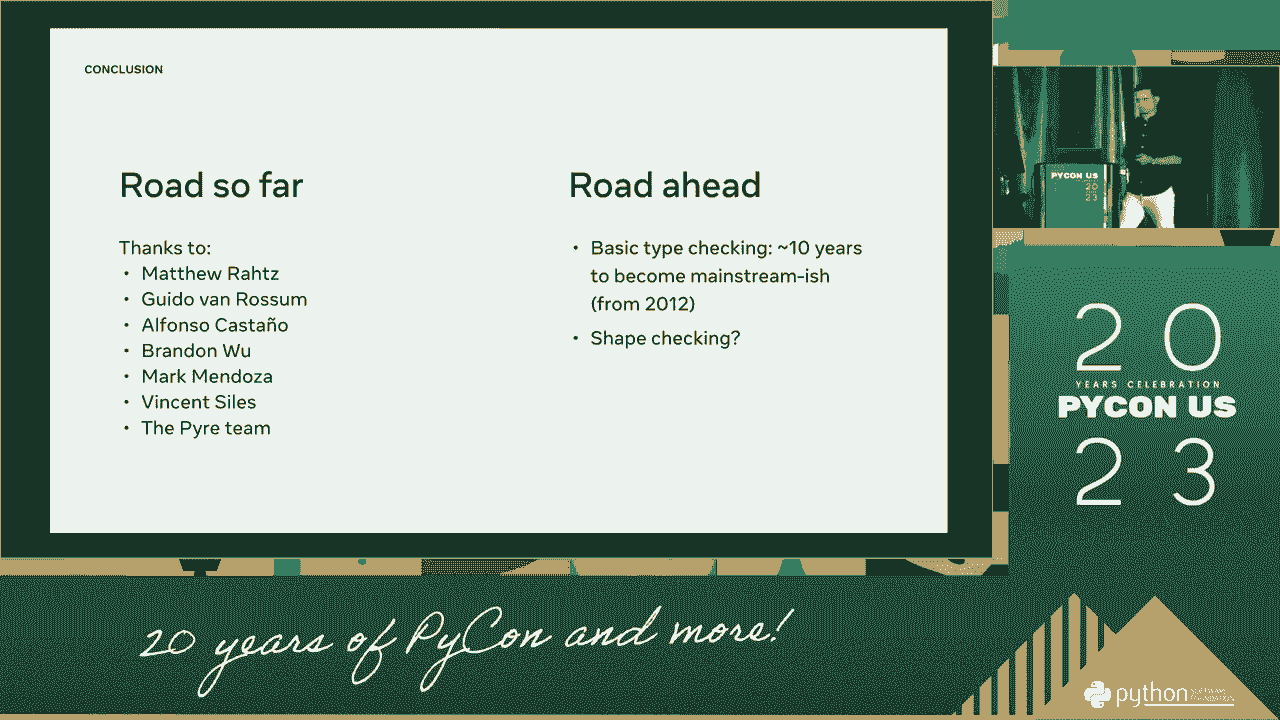 CONCLUSION
Road so far
Thanks to:
• Matthew Rahtz
• Guido van Rossum
• Alfonso Castaño
• Brandon Wu
• Mark Mendoza
• Vincent Siles
• The Pyre team
Road ahead
• Basic type checking: ~10 years
to become mainstream-ish
(from 2012)
• Shape checking?
PYCON US
20
23
20
YEARS CELEBRATION
PYCON US
23
20 years of PyCon and more!
python
SOFTWARE
FOUNDATION